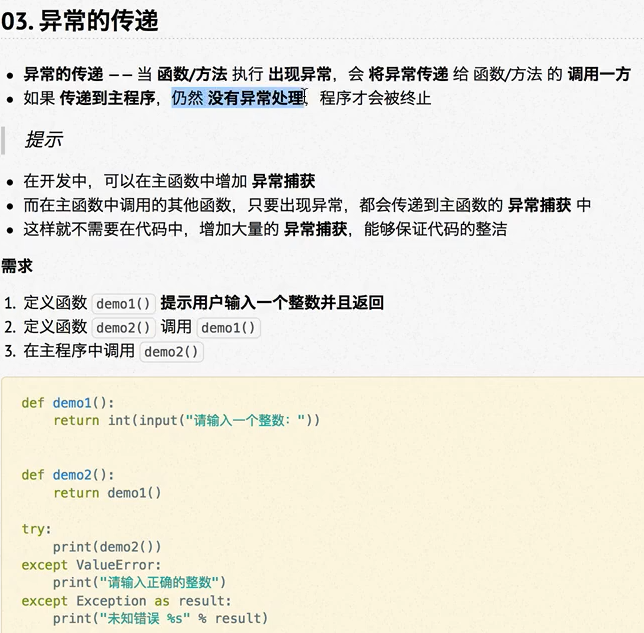 03. 异常的传递
• 异常的传递 —— 当 函数/方法 执行 出现异常，会 将异常传递 给 函数/方法 的 调用一方
• 如果 传递到主程序，仍然 没有异常处理，程序才会被终止
提示
• 在开发中，可以在主函数中增加 异常捕获
• 而在主函数中调用的其他函数，只要出现异常，都会传递到主函数的 异常捕获 中
• 这样就不需要在代码中，增加大量的 异常捕获，能够保证代码的整洁
需求
1. 定义函数 demo1() 提示用户输入一个整数并且返回
2. 定义函数 demo2() 调用 demo1()
3. 在主程序中调用 demo2()
def demo1():
    return int(input("请输入一个整数："))
def demo2():
    return demo1()
try:
    print(demo2())
except ValueError:
    print("请输入正确的整数")
except Exception as result:
    print("未知错误 %s" % result)